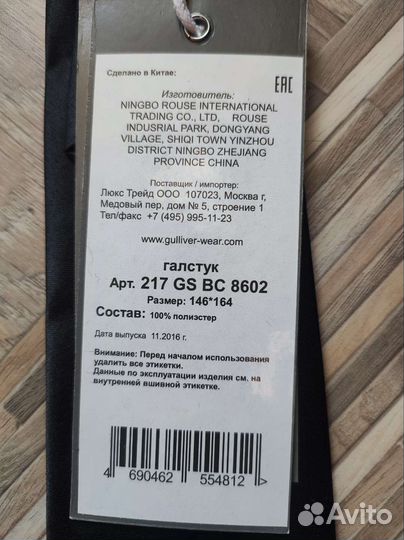 Сделано в Китае:
EAC
Изготовитель:
NINGBO ROUSE INTERNATIONAL
TRADING CO., LTD, ROUSE
INDUSRIAL PARK, DONGYANG
VILLAGE, SHIQI TOWN YINZHOU
DISTRICT NINGBO ZHEJIANG
PROVINCE CHINA
Поставщик / импортер:
Люкс Трейд ООО 107023, Москва г,
Медовый пер, дом № 5, строение 1
Тел/факс +7 (495) 995-11-23
www.gulliver-wear.com
галстук
Арт. 217 GS BC 8602
Размер: 146*164
Состав: 100% полиэстер
Дата выпуска 11.2016 г.
Внимание: Перед началом использования
удалить все этикетки.
Данные по эксплуатации изделия см. на
внутренней вшивной этикетке.
4 690462 554812 >
Avito